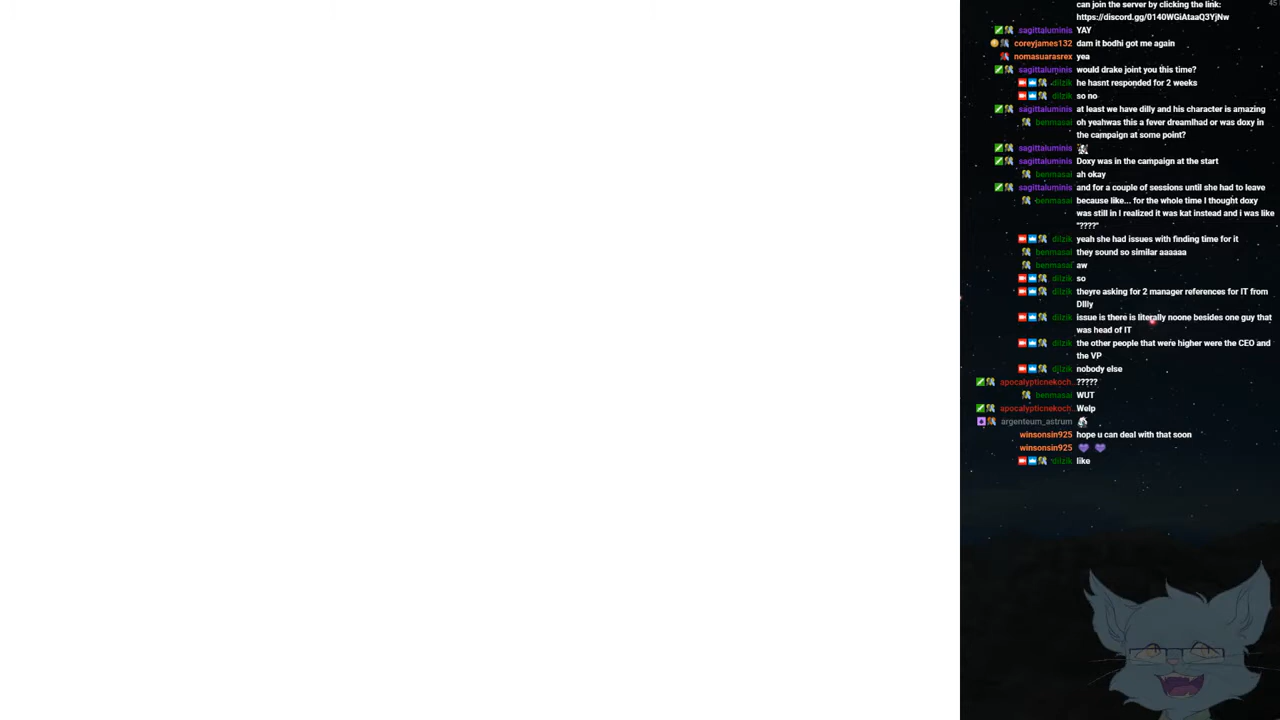 45
can join the server by clicking the link:
https://discord.gg/0140WGiAtaaQ3YjNw
sagittaluminis YAY
coreyjames132 dam it bodhi got me again
nomasuarasrex yea
sagittaluminis would drake joint you this time?
dilzik he hasnt responded for 2 weeks
dilzik so no
sagittaluminis at least we have dilly and his character is amazing
benmasai oh yeahwas this a fever dreamIhad or was doxy in
the campaign at some point?
sagittaluminis
sagittaluminis Doxy was in the campaign at the start
benmasai ah okay
sagittaluminis and for a couple of sessions until she had to leave
benmasai because like... for the whole time I thought doxy
was still in I realized it was kat instead and i was like
"????"
dilzik yeah she had issues with finding time for it
benmasai they sound so similar aaaaaa
benmasai aw
dilzik so
dilzik theyre asking for 2 manager references for IT from
DIlly
dilzik issue is there is literally noone besides one guy that
was head of IT
dilzik the other people that were higher were the CEO and
the VP
dilzik nobody else
apocalypticnekoch.. ?????
benmasai WUT
apocalypticnekoch.. Welp
argenteum_astrum
winsonsin925 hope u can deal with that soon
winsonsin925
dilzik like